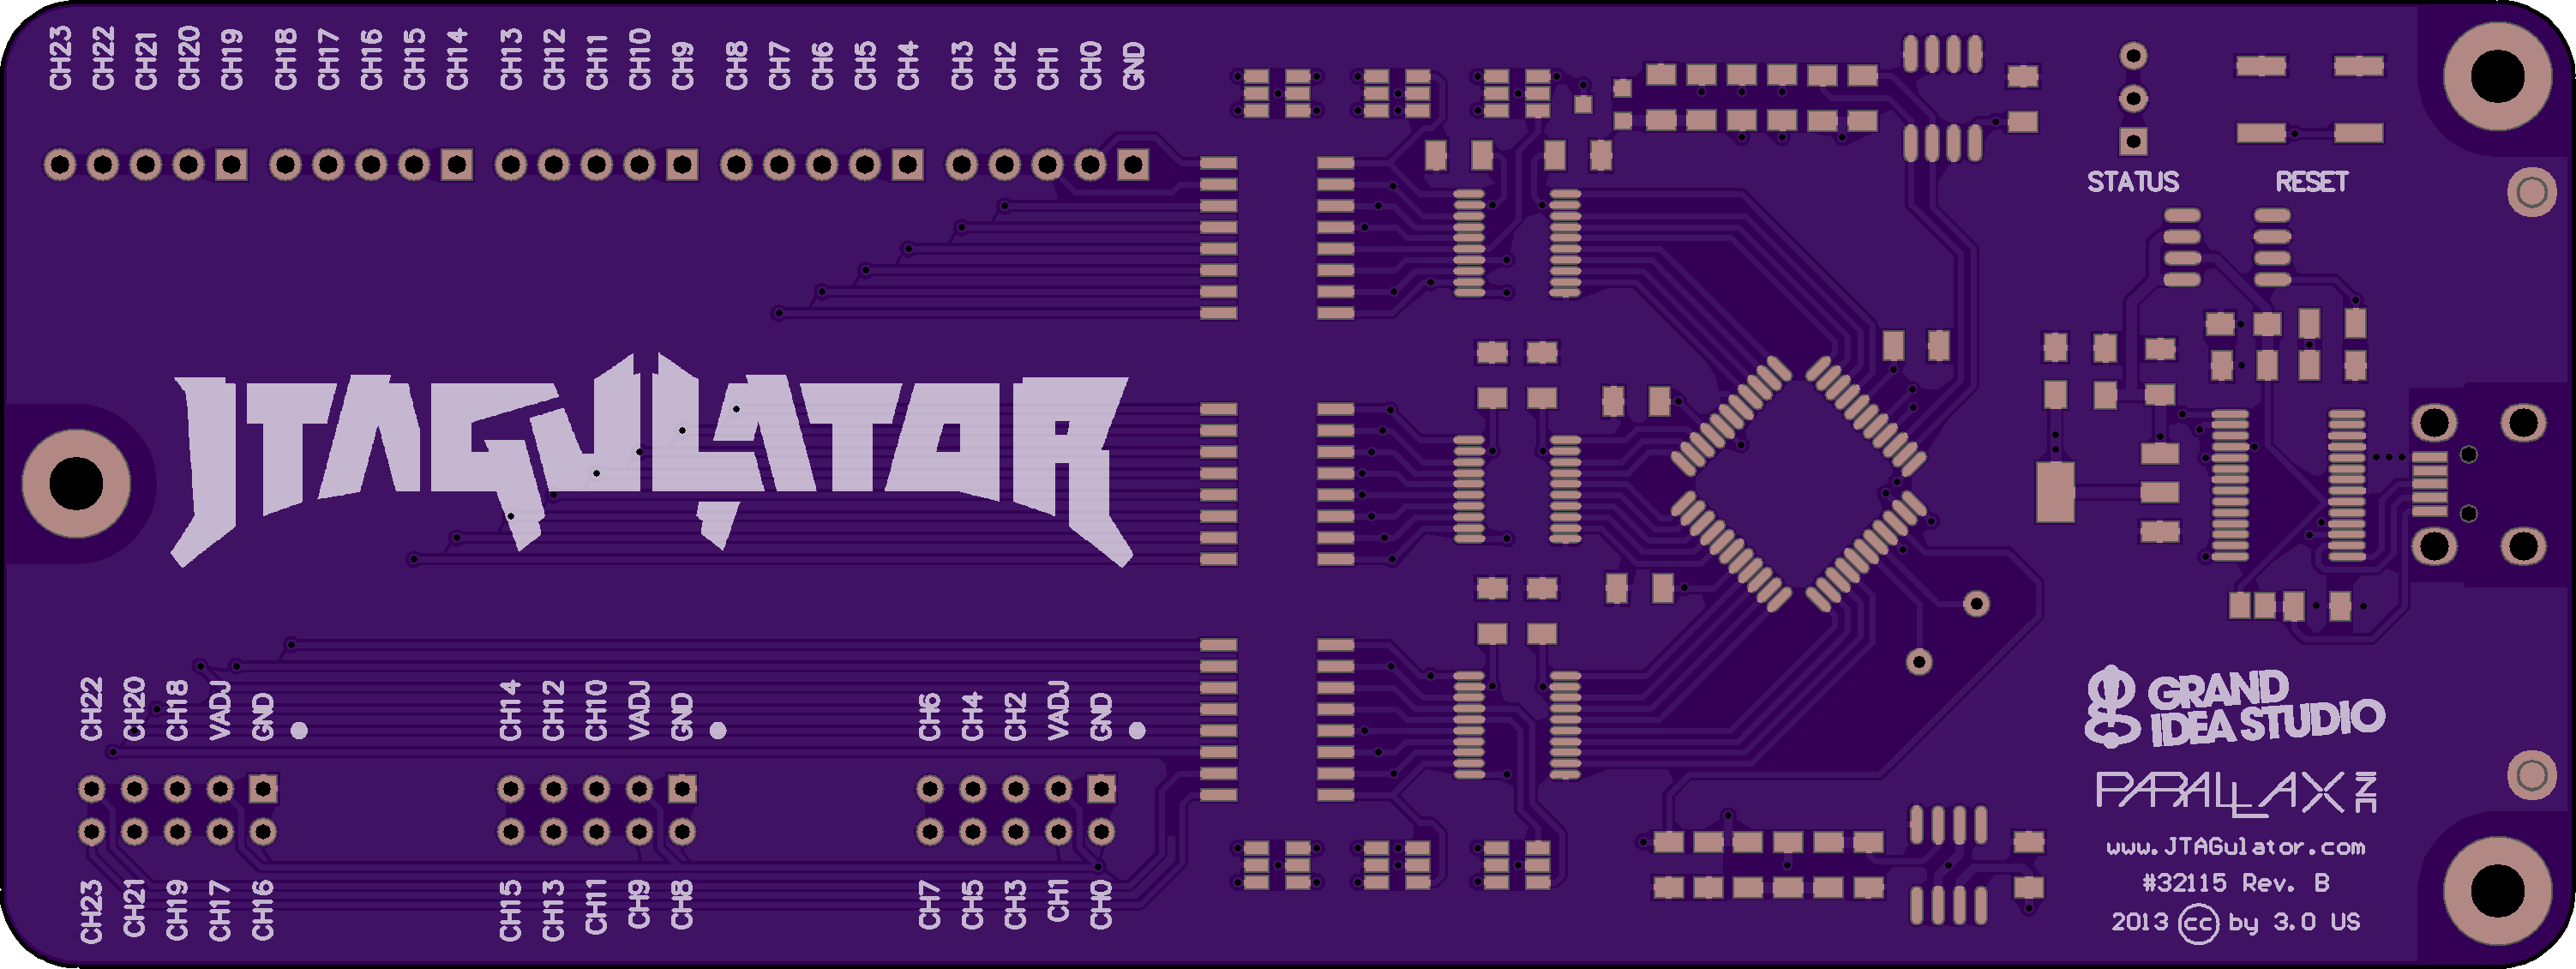 CH23 CH22 CH21 CH20 CH19 CH18 CH17 CH16 CH15 CH14 CH13 CH12 CH11 CH10 CH9 CH8 CH7 CH6 CH5 CH4 CH3 CH2 CH1 CH0 GND
STATUS RESET
JTAGULATOR
CH22 CH20 CH18 VADJ GND CH14 CH12 CH10 VADJ GND CH6 CH4 CH2 VADJ GND
CH23 CH21 CH19 CH17 CH16 CH15 CH13 CH11 CH9 CH8 CH7 CH5 CH3 CH1 CH0
GRAND
IDEA STUDIO
PARALLAX INC
www.JTAGulator.com
#32115 Rev. B
2013 cc by 3.0 US